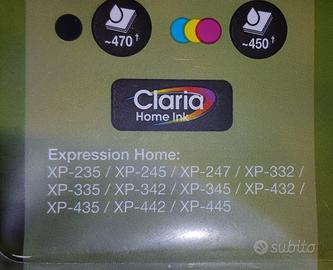 ~470†
~450†
Claria
Home Ink
Expression Home:
XP-235 / XP-245 / XP-247 / XP-332 /
XP-335 / XP-342 / XP-345 / XP-432 /
XP-435 / XP-442 / XP-445
subito